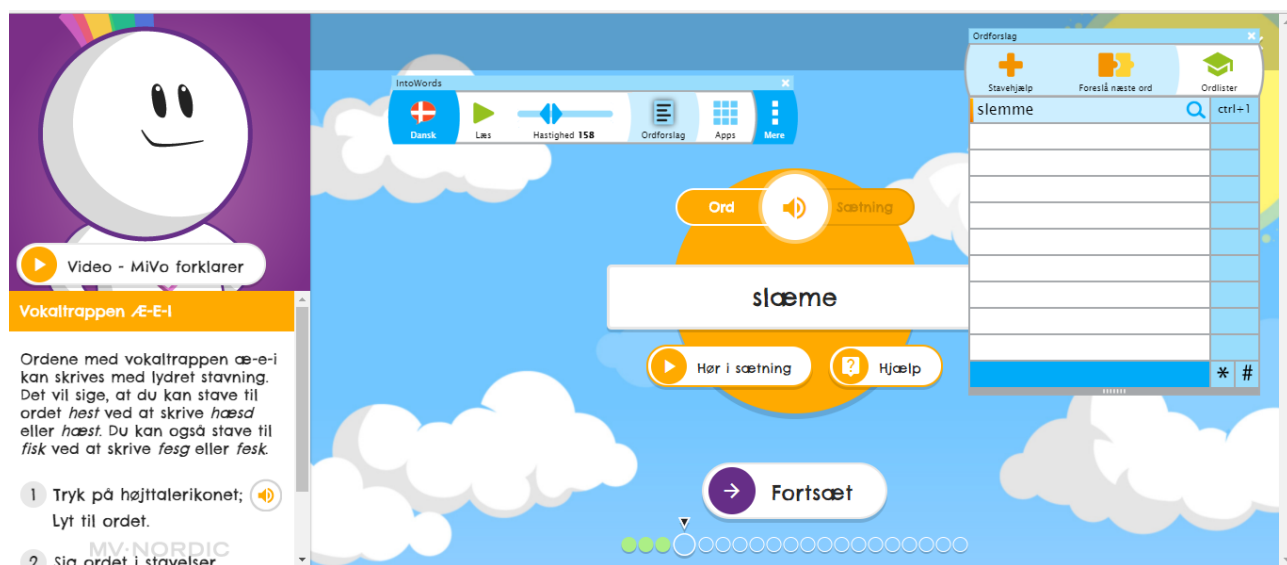 Video - MiVo forklarer
Vokaltrappen Æ-E-I
Ordene med vokaltrappen æ-e-i
kan skrives med lydret stavning.
Det vil sige, at du kan stave til
ordet hest ved at skrive hæsd
eller hæst. Du kan også stave til
fisk ved at skrive fesg eller fesk.
1 Tryk på højttalerikonet;
Lyt til ordet.
MV-NORDIC
2 Sig ordet i stavelser
IntoWords
Dansk
Læs
Hastighed 158
Ordforslag
Apps
Mere
Ord
Sætning
slæme
Hør i sætning
Hjælp
Fortsæt
Ordforslag
Stavehjælp
Foreslå næste ord
Ordlister
slemme ctrl+1
* #